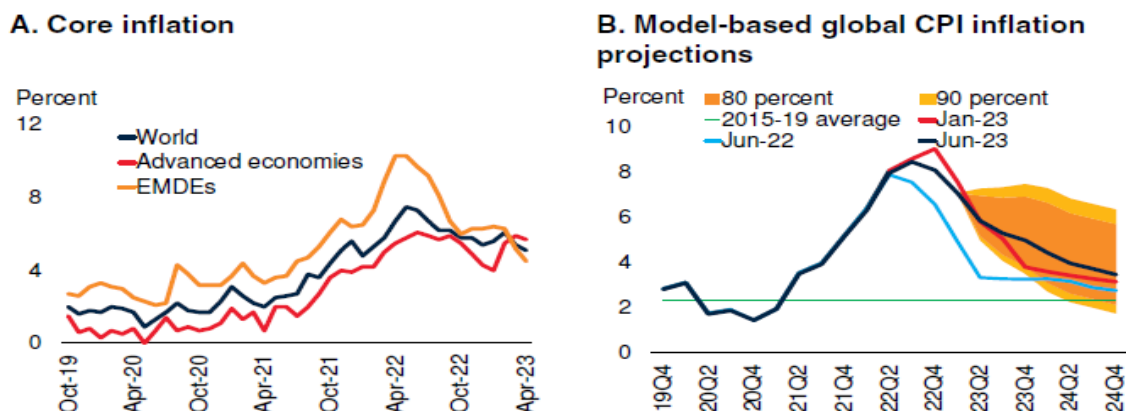 A. Core inflation
Percent
12
World
Advanced economies
EMDEs
8
4
0
Oct-19
Apr-20
Oct-20
Apr-21
Oct-21
Apr-22
Oct-22
Apr-23
B. Model-based global CPI inflation
projections
Percent
80 percent
90 percent
2015-19 average
Jan-23
Jun-22
Jun-23
10
8
6
4
2
0
19Q4
20Q2
20Q4
21Q2
21Q4
22Q2
22Q4
23Q2
23Q4
24Q2
24Q4